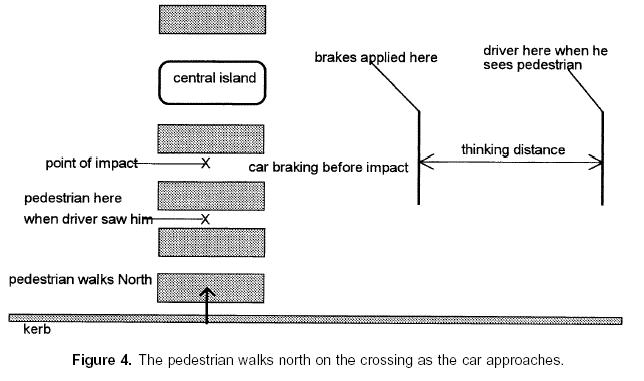 brakes applied here
driver here when he
sees pedestrian
central island
point of impact
X
car braking before impact
thinking distance
pedestrian here
when driver saw him
X
pedestrian walks North
kerb
Figure 4. The pedestrian walks north on the crossing as the car approaches.